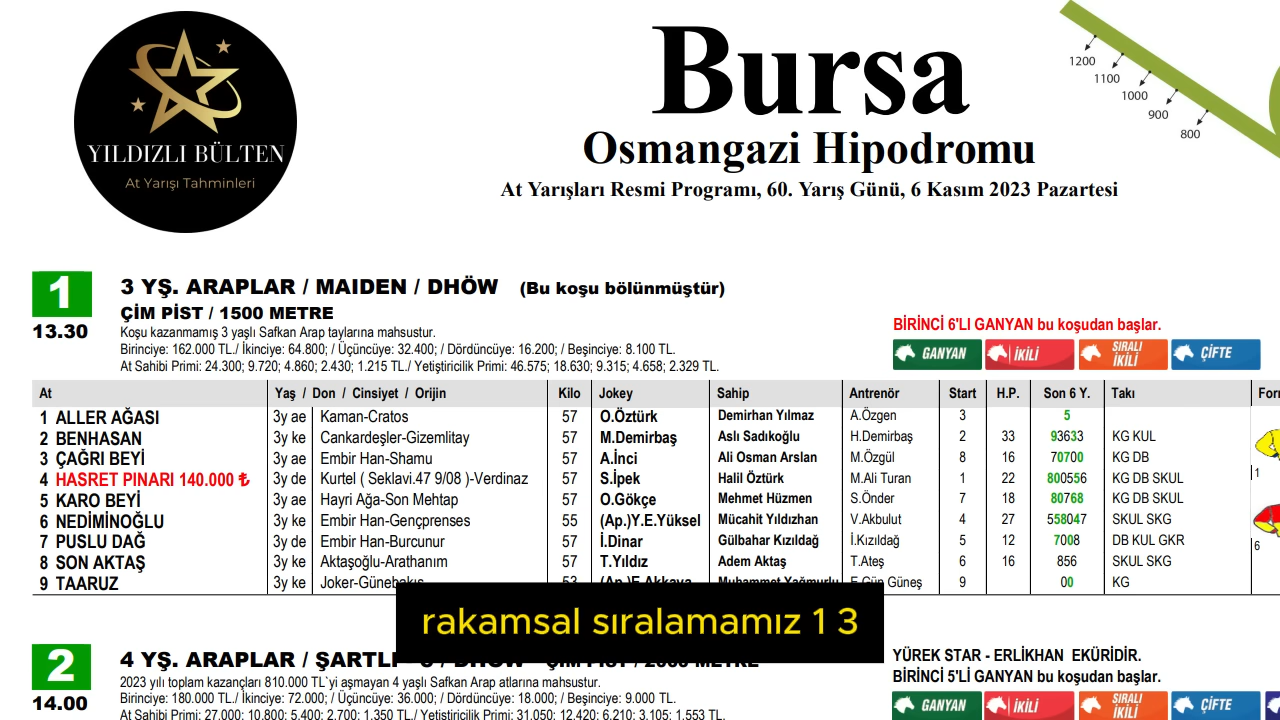 YILDIZLI BÜLTEN
At Yarışı Tahminleri
Bursa
Osmangazi Hipodromu
At Yarışları Resmi Programı, 60. Yarış Günü, 6 Kasım 2023 Pazartesi
1200
1100
1000
900
800
1
13.30
3 YŞ. ARAPLAR / MAIDEN / DHÖW (Bu koşu bölünmüştür)
ÇİM PİST / 1500 METRE
Koşu kazanmamış 3 yaşlı Safkan Arap taylarına mahsustur.
Birinciye: 162.000 TL./ İkinciye: 64.800; / Üçüncüye: 32.400; / Dördüncüye: 16.200; / Beşinciye: 8.100 TL.
At Sahibi Primi: 24.300; 9.720; 4.860; 2.430; 1.215 TL./ Yetiştiricilik Primi: 46.575; 18.630; 9.315; 4.658; 2.329 TL.
BİRİNCİ 6'LI GANYAN bu koşudan başlar.
GANYAN İKİLİ SIRALI İKİLİ ÇİFTE
At Yaş / Don / Cinsiyet / Orijin Kilo Jokey Sahip Antrenör Start H.P. Son 6 Y. Takı
1 ALLER AĞASI 3y ae Kaman-Cratos 57 O.Öztürk Demirhan Yılmaz A.Özgen 3 5
2 BENHASAN 3y ke Cankardeşler-Gizemlitay 57 M.Demirbaş Aslı Sadıkoğlu H.Demirbaş 2 33 93633 KG KUL
3 ÇAĞRI BEYİ 3y ae Embir Han-Shamu 57 A.İnci Ali Osman Arslan M.Özgül 8 16 70700 KG DB
4 HASRET PINARI 140.000 ₺ 3y de Kurtel ( Seklavi.47 9/08 )-Verdinaz 57 S.İpek Halil Öztürk M.Ali Turan 1 22 800556 KG DB SKUL
5 KARO BEYİ 3y ae Hayri Ağa-Son Mehtap 57 O.Gökçe Mehmet Hüzmen S.Önder 7 18 80768 KG DB SKUL
6 NEDİMİNOĞLU 3y ke Embir Han-Gençprenses 55 (Ap.)Y.E.Yüksel Mücahit Yıldızhan V.Akbulut 4 27 558047 SKUL SKG
7 PUSLU DAĞ 3y de Embir Han-Burcunur 57 İ.Dinar Gülbahar Kızıldağ İ.Kızıldağ 5 12 7008 DB KUL GKR
8 SON AKTAŞ 3y ke Aktaşoğlu-Arathanım 57 T.Yıldız Adem Aktaş T.Ateş 6 16 856 SKUL SKG
9 TAARUZ 3y ke Joker-Günebakış 53 (Ap.)E.Akkaya Muhammet Yağmurlu E.Gün Güneş 9 00 KG
1
6
rakamsal sıralamamız 1 3
2
14.00
4 YŞ. ARAPLAR / ŞARTLI
2023 yılı toplam kazançları 810.000 TL`yi aşmayan 4 yaşlı Safkan Arap atlarına mahsustur.
Birinciye: 180.000 TL./ İkinciye: 72.000; / Üçüncüye: 36.000; / Dördüncüye: 18.000; / Beşinciye: 9.000 TL.
At Sahibi Primi: 27.000; 10.800; 5.400; 2.700; 1.350 TL./ Yetiştiricilik Primi: 31.050; 12.420; 6.210; 3.105; 1.553 TL.
YÜREK STAR - ERLİKHAN EKÜRİDİR.
BİRİNCİ 5'Lİ GANYAN bu koşudan başlar.
GANYAN İKİLİ SIRALI İKİLİ ÇİFTE